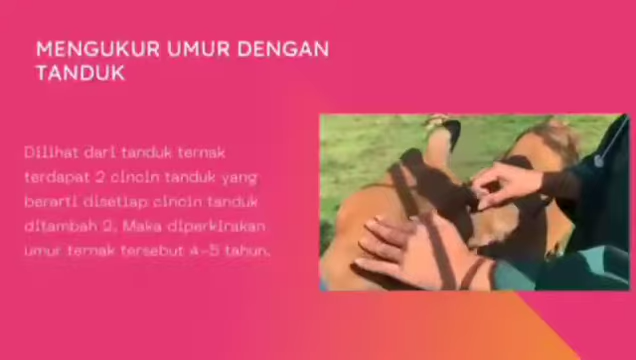 MENGUKUR UMUR DENGAN
TANDUK
Dilihat dari tanduk ternak
terdapat 2 cincin tanduk yang
berarti disetiap cincin tanduk
ditambah 2. Maka diperkirakan
umur ternak tersebut 4-5 tahun.